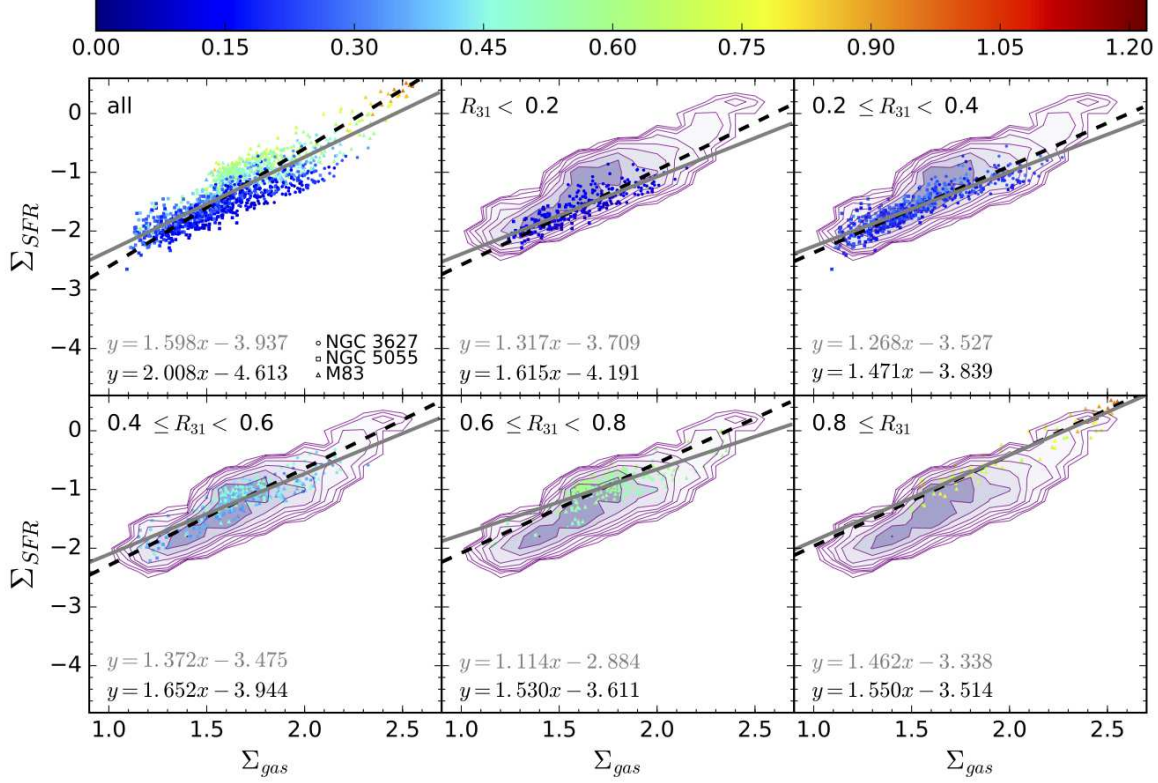 0.00 0.15 0.30 0.45 0.60 0.75 0.90 1.05 1.20
all
R31 < 0.2
0.2 ≤ R31 < 0.4
0
−1
−2
−3
−4
ΣSFR
y = 1.598x − 3.937
y = 2.008x − 4.613
NGC 3627
NGC 5055
M83
y = 1.317x − 3.709
y = 1.615x − 4.191
y = 1.268x − 3.527
y = 1.471x − 3.839
0.4 ≤ R31 < 0.6
0.6 ≤ R31 < 0.8
0.8 ≤ R31
0
−1
−2
−3
−4
ΣSFR
y = 1.372x − 3.475
y = 1.652x − 3.944
y = 1.114x − 2.884
y = 1.530x − 3.611
y = 1.462x − 3.338
y = 1.550x − 3.514
1.0 1.5 2.0 2.5 1.0 1.5 2.0 2.5 1.0 1.5 2.0 2.5
Σgas Σgas Σgas